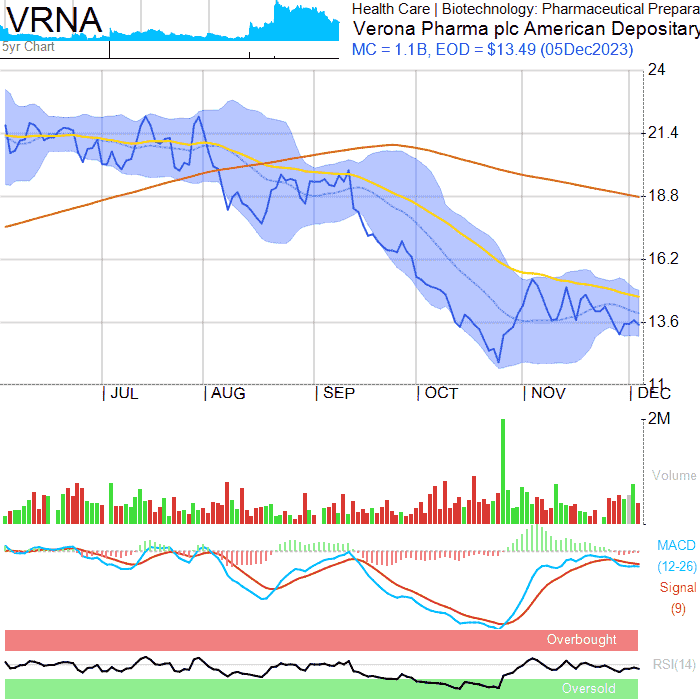 VRNA
5yr Chart
Health Care | Biotechnology: Pharmaceutical Prepara
Verona Pharma plc American Depositary
MC = 1.1B, EOD = $13.49 (05Dec2023)
24
21.4
18.8
16.2
13.6
11
| JUL | AUG | SEP | OCT | NOV | DEC
2M
Volume
MACD
(12-26)
Signal
(9)
Overbought
RSI(14)
Oversold